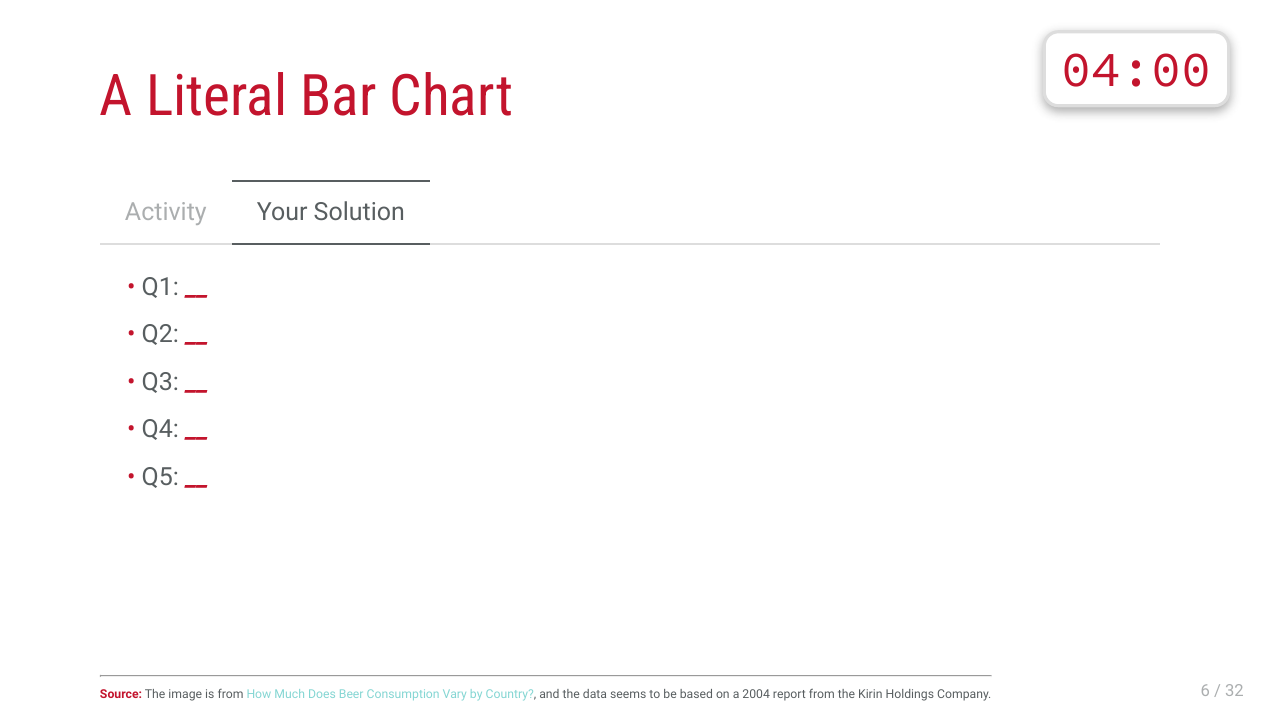 04:00
A Literal Bar Chart
Activity
Your Solution
• Q1: __
• Q2: __
• Q3: __
• Q4: __
• Q5: __
Source: The image is from How Much Does Beer Consumption Vary by Country?, and the data seems to be based on a 2004 report from the Kirin Holdings Company.
6 / 32